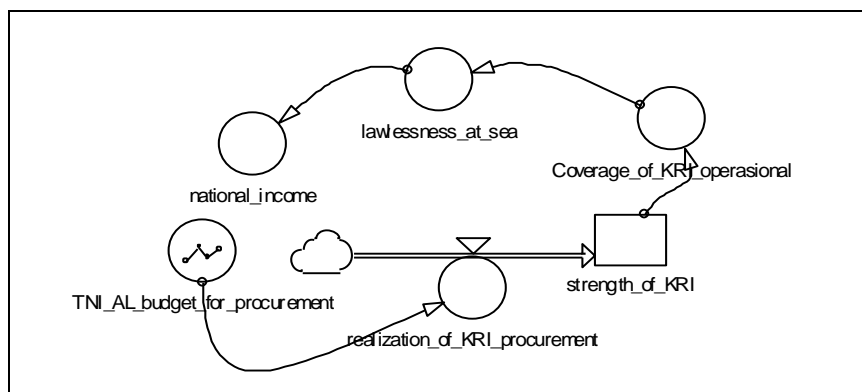 lawlessness_at_sea
Coverage_of_KRI_operasional
national_income
strength_of_KRI
TNI_AL_budget_for_procurement
realization_of_KRI_procurement